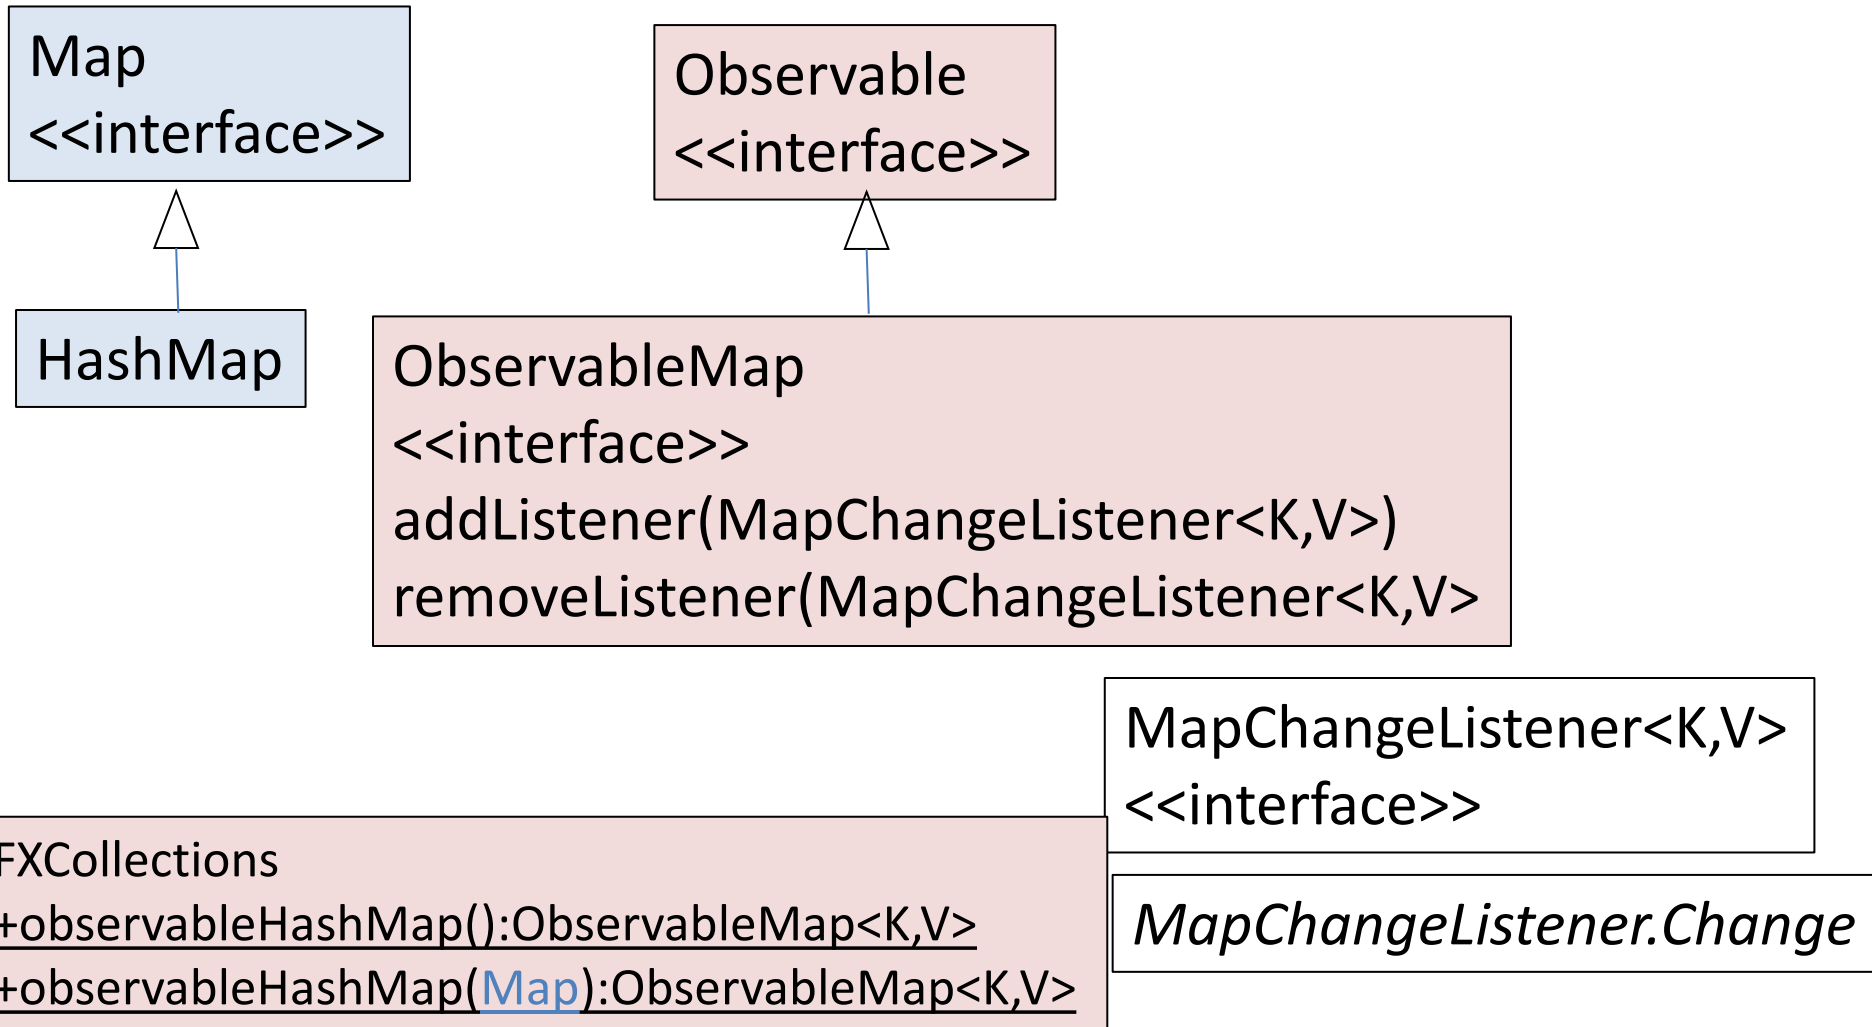 Map
<<interface>>
Observable
<<interface>>
HashMap
ObservableMap
<<interface>>
addListener(MapChangeListener<K,V>)
removeListener(MapChangeListener<K,V>
MapChangeListener<K,V>
<<interface>>
FXCollections
+observableHashMap():ObservableMap<K,V>
+observableHashMap(Map):ObservableMap<K,V>
MapChangeListener.Change